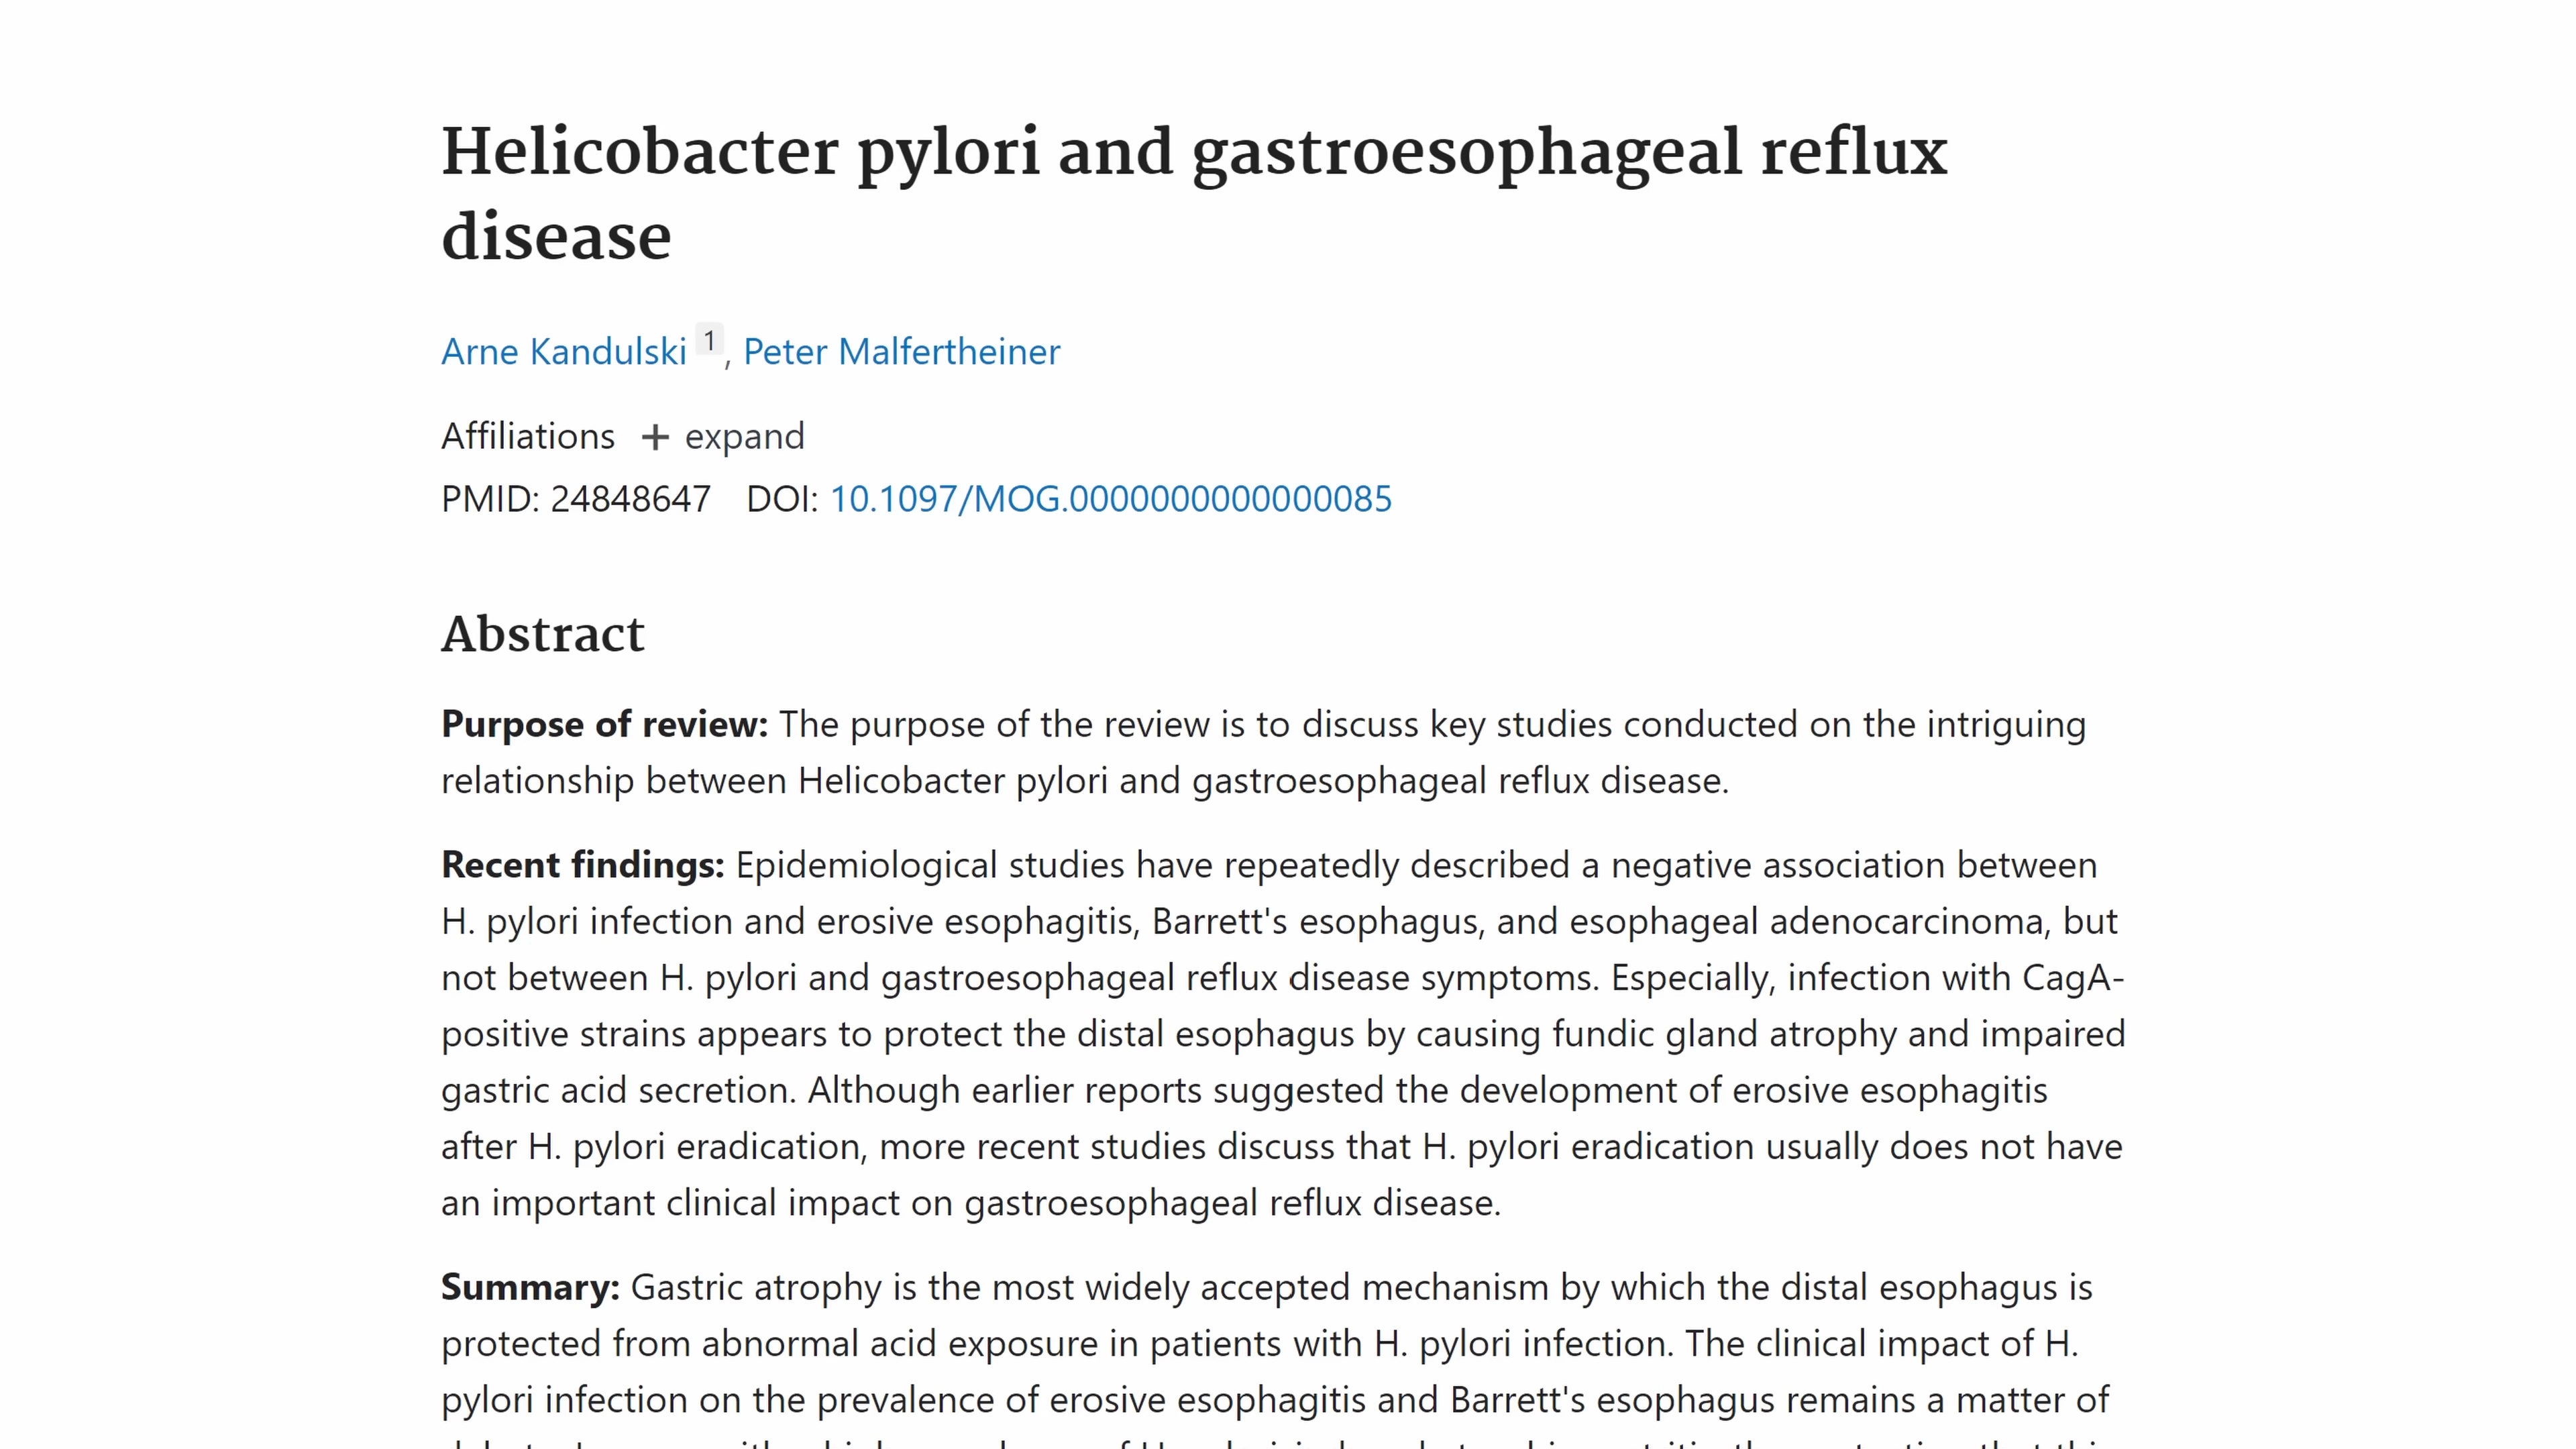 Helicobacter pylori and gastroesophageal reflux
disease
Arne Kandulski 1, Peter Malfertheiner
Affiliations + expand
PMID: 24848647 DOI: 10.1097/MOG.0000000000000085
Abstract
Purpose of review: The purpose of the review is to discuss key studies conducted on the intriguing
relationship between Helicobacter pylori and gastroesophageal reflux disease.
Recent findings: Epidemiological studies have repeatedly described a negative association between
H. pylori infection and erosive esophagitis, Barrett's esophagus, and esophageal adenocarcinoma, but
not between H. pylori and gastroesophageal reflux disease symptoms. Especially, infection with CagA-
positive strains appears to protect the distal esophagus by causing fundic gland atrophy and impaired
gastric acid secretion. Although earlier reports suggested the development of erosive esophagitis
after H. pylori eradication, more recent studies discuss that H. pylori eradication usually does not have
an important clinical impact on gastroesophageal reflux disease.
Summary: Gastric atrophy is the most widely accepted mechanism by which the distal esophagus is
protected from abnormal acid exposure in patients with H. pylori infection. The clinical impact of H.
pylori infection on the prevalence of erosive esophagitis and Barrett's esophagus remains a matter of